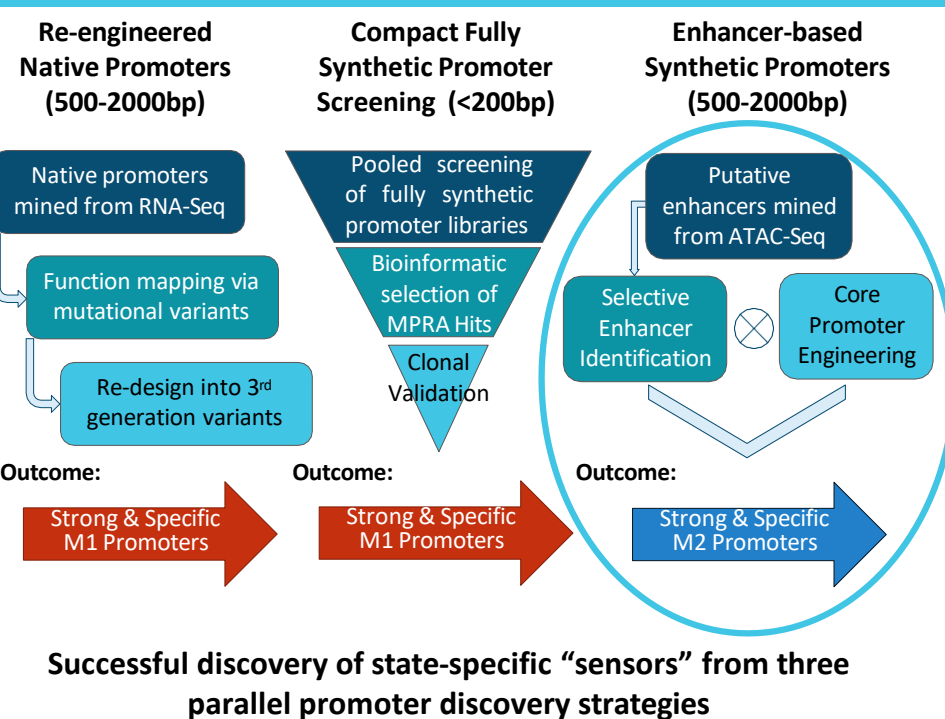 Re-engineered
Native Promoters
(500-2000bp)
Native promoters
mined from RNA-Seq
Function mapping via
mutational variants
Re-design into 3rd
generation variants
Outcome:
Strong & Specific
M1 Promoters
Compact Fully
Synthetic Promoter
Screening (<200bp)
Pooled screening
of fully synthetic
promoter libraries
Bioinformatic
selection of
MPRA Hits
Clonal
Validation
Outcome:
Strong & Specific
M1 Promoters
Enhancer-based
Synthetic Promoters
(500-2000bp)
Putative
enhancers mined
from ATAC-Seq
Selective
Enhancer
Identification
Core
Promoter
Engineering
Outcome:
Strong & Specific
M2 Promoters
Successful discovery of state-specific “sensors” from three
parallel promoter discovery strategies